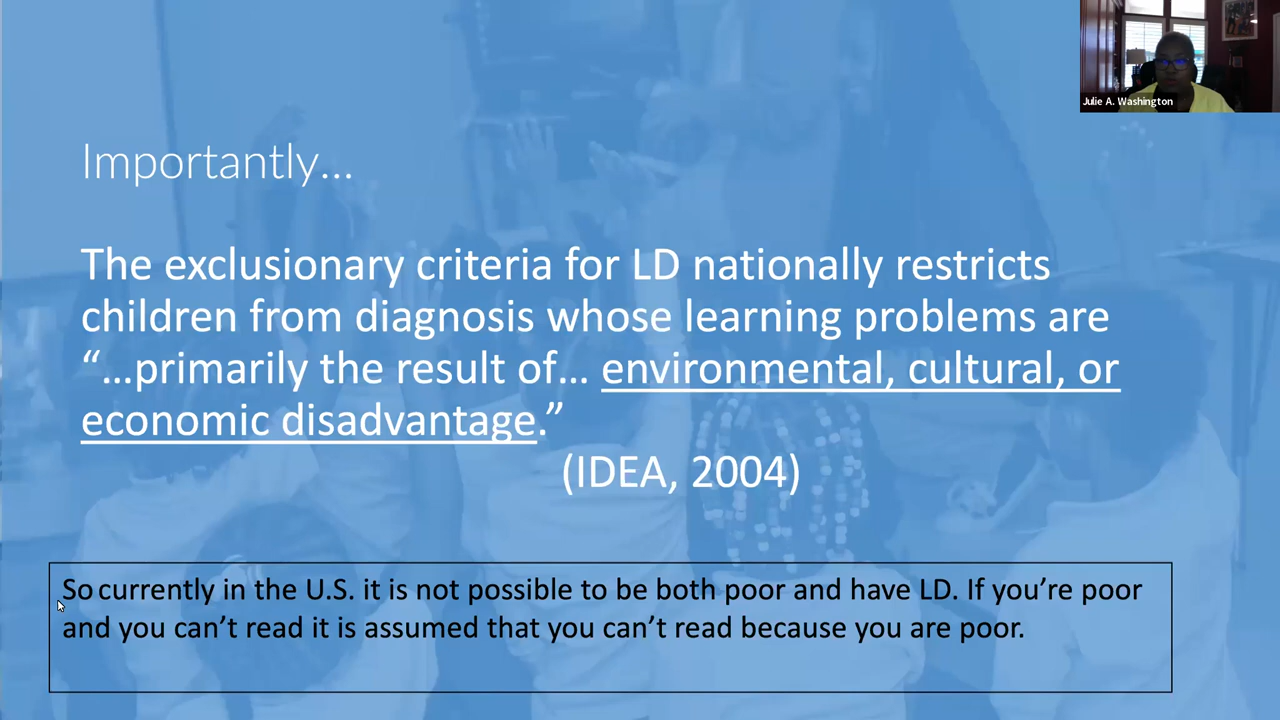 Julie A. Washington
Importantly...
The exclusionary criteria for LD nationally restricts
children from diagnosis whose learning problems are
“...primarily the result of... environmental, cultural, or
economic disadvantage.”
(IDEA, 2004)
So currently in the U.S. it is not possible to be both poor and have LD. If you’re poor
and you can’t read it is assumed that you can’t read because you are poor.